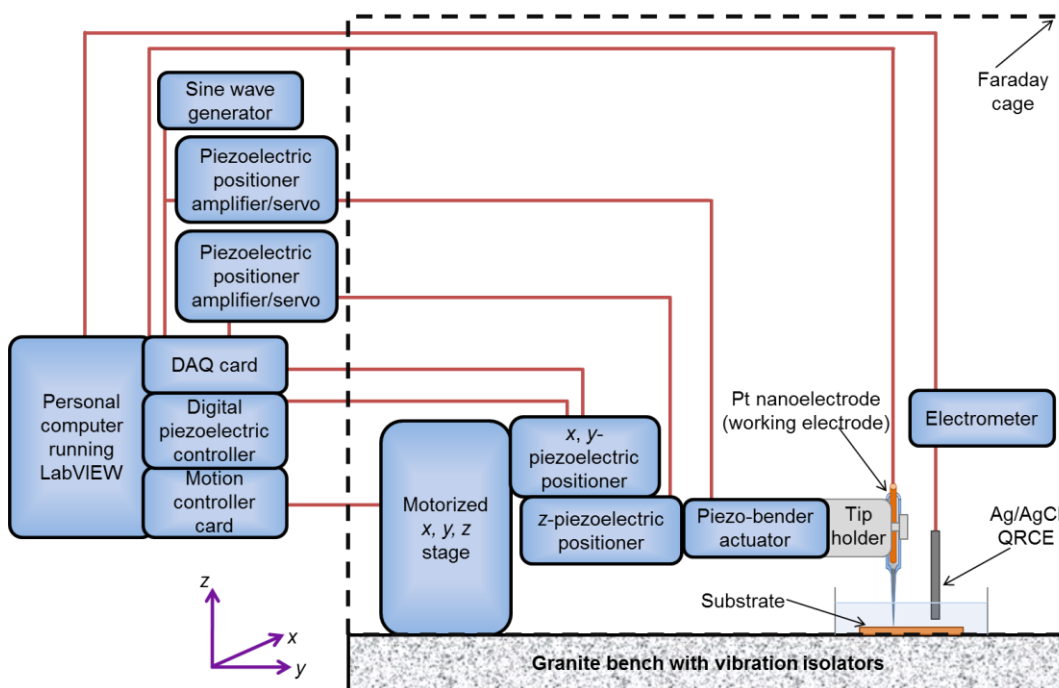 Sine wave
generator
Faraday
cage
Piezoelectric
positioner
amplifier/servo
Piezoelectric
positioner
amplifier/servo
DAQ card
Personal
computer
running
LabVIEW
Digital
piezoelectric
controller
Motion
controller
card
Pt nanoelectrode
(working electrode)
Electrometer
x, y-
piezoelectric
positioner
Motorized
x, y, z
stage
z-piezoelectric
positioner
Piezo-bender
actuator
Tip
holder
Ag/AgCl
QRCE
Substrate
z
x
y
Granite bench with vibration isolators